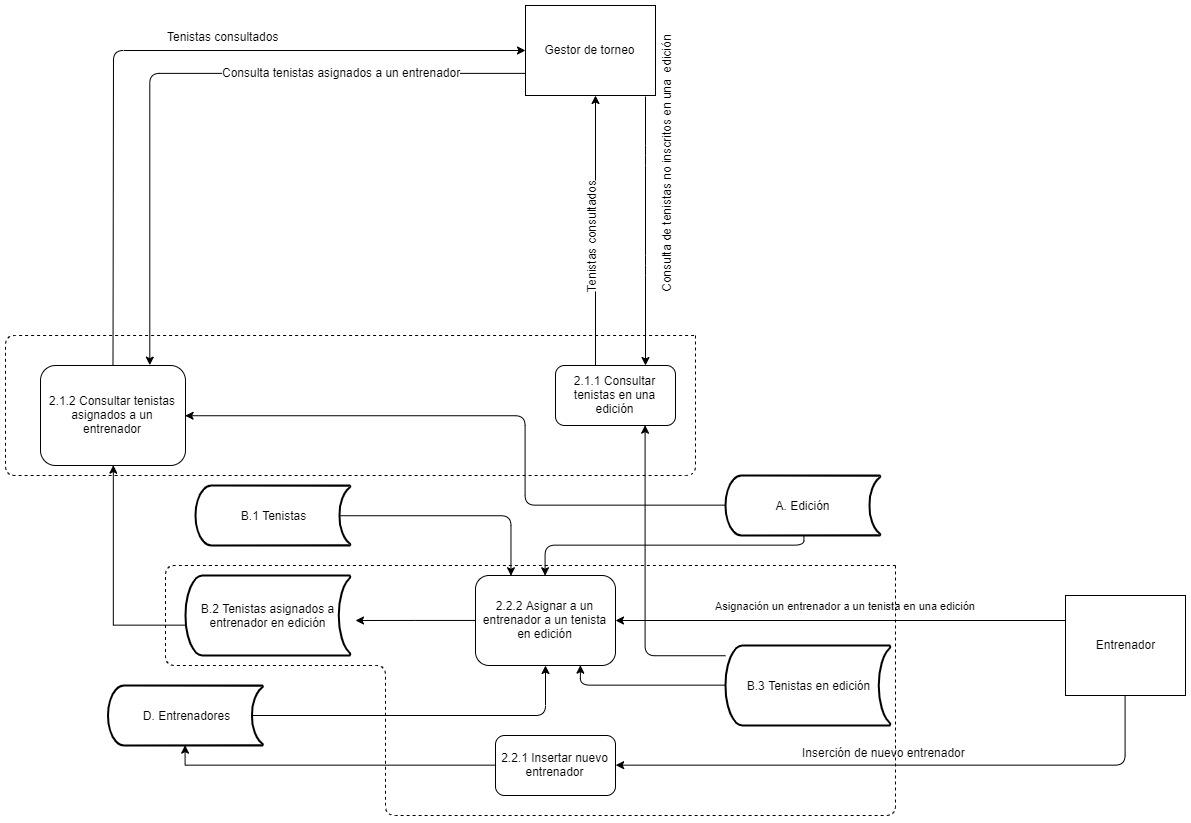 Tenistas consultados
Gestor de torneo
Consulta tenistas asignados a un entrenador
Consulta de tenistas no inscritos en una edición
Tenistas consultados
2.1.2 Consultar tenistas
asignados a un
entrenador
2.1.1 Consultar
tenistas en una
edición
B.1 Tenistas
A. Edición
B.2 Tenistas asignados a
entrenador en edición
2.2.2 Asignar a un
entrenador a un tenista
en edición
Asignación un entrenador a un tenista en una edición
Entrenador
B.3 Tenistas en edición
D. Entrenadores
2.2.1 Insertar nuevo
entrenador
Inserción de nuevo entrenador